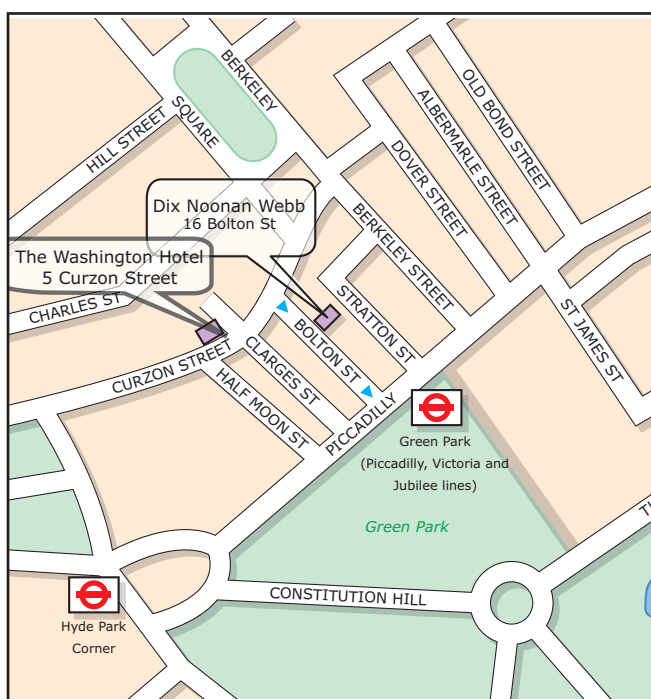 BERKELEY
SQUARE
HILL STREET
OLD BOND STREET
ALBERMARLE STREET
DOVER STREET
Dix Noonan Webb
16 Bolton St
BERKELEY STREET
The Washington Hotel
5 Curzon Street
CHARLES ST
STRATTON ST
BOLTON ST
ST JAMES ST
CURZON STREET
CLARGES ST
HALF MOON ST
PICCADILLY
Green Park
(Piccadilly, Victoria and
Jubilee lines)
Green Park
CONSTITUTION HILL
Hyde Park
Corner